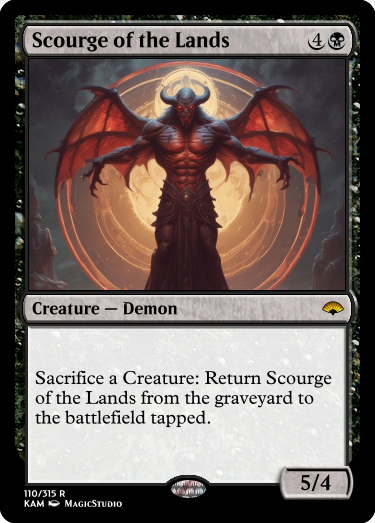 Scourge of the Lands 4
Creature — Demon
Sacrifice a Creature: Return Scourge
of the Lands from the graveyard to
the battlefield tapped.
5/4
110/315 R
KAM MagicStudio